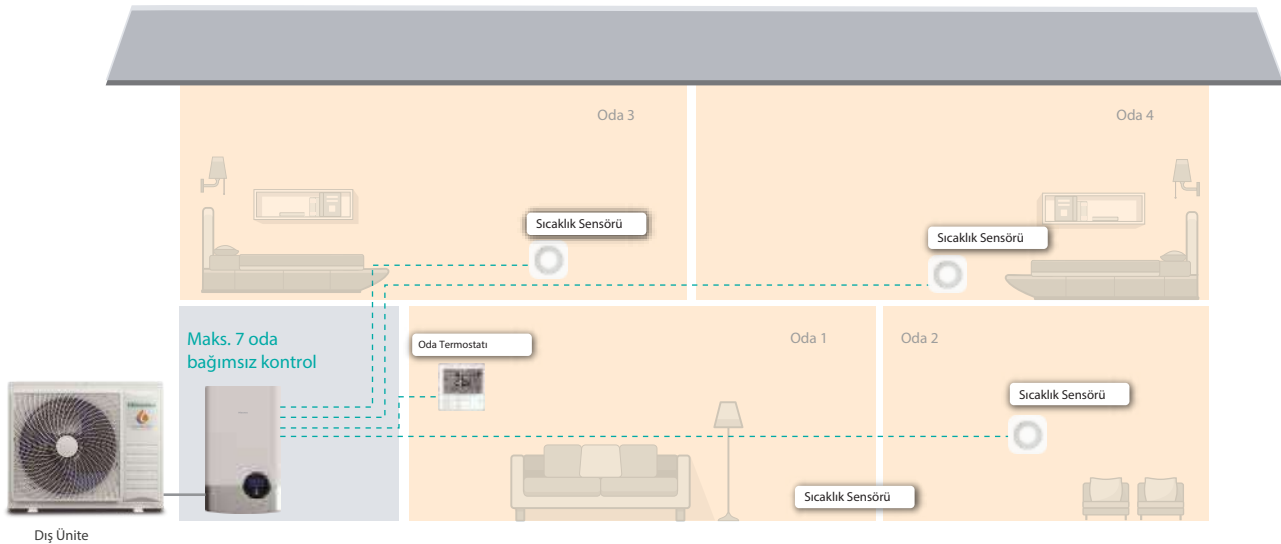 Oda 3
Oda 4
Sıcaklık Sensörü
Sıcaklık Sensörü
Maks. 7 oda
bağımsız kontrol
Oda Termostatı
Oda 1
Oda 2
Sıcaklık Sensörü
Sıcaklık Sensörü
Dış Ünite